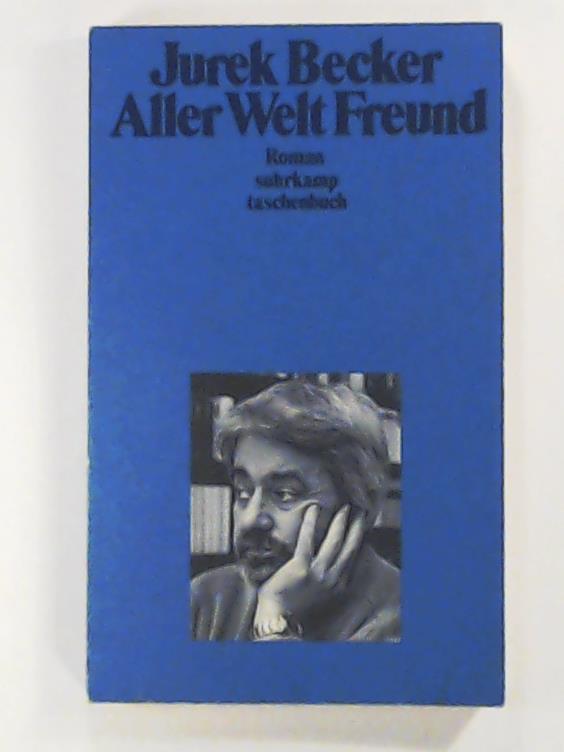 Jurek Becker
Aller Welt Freund
Roman
suhrkamp
taschenbuch